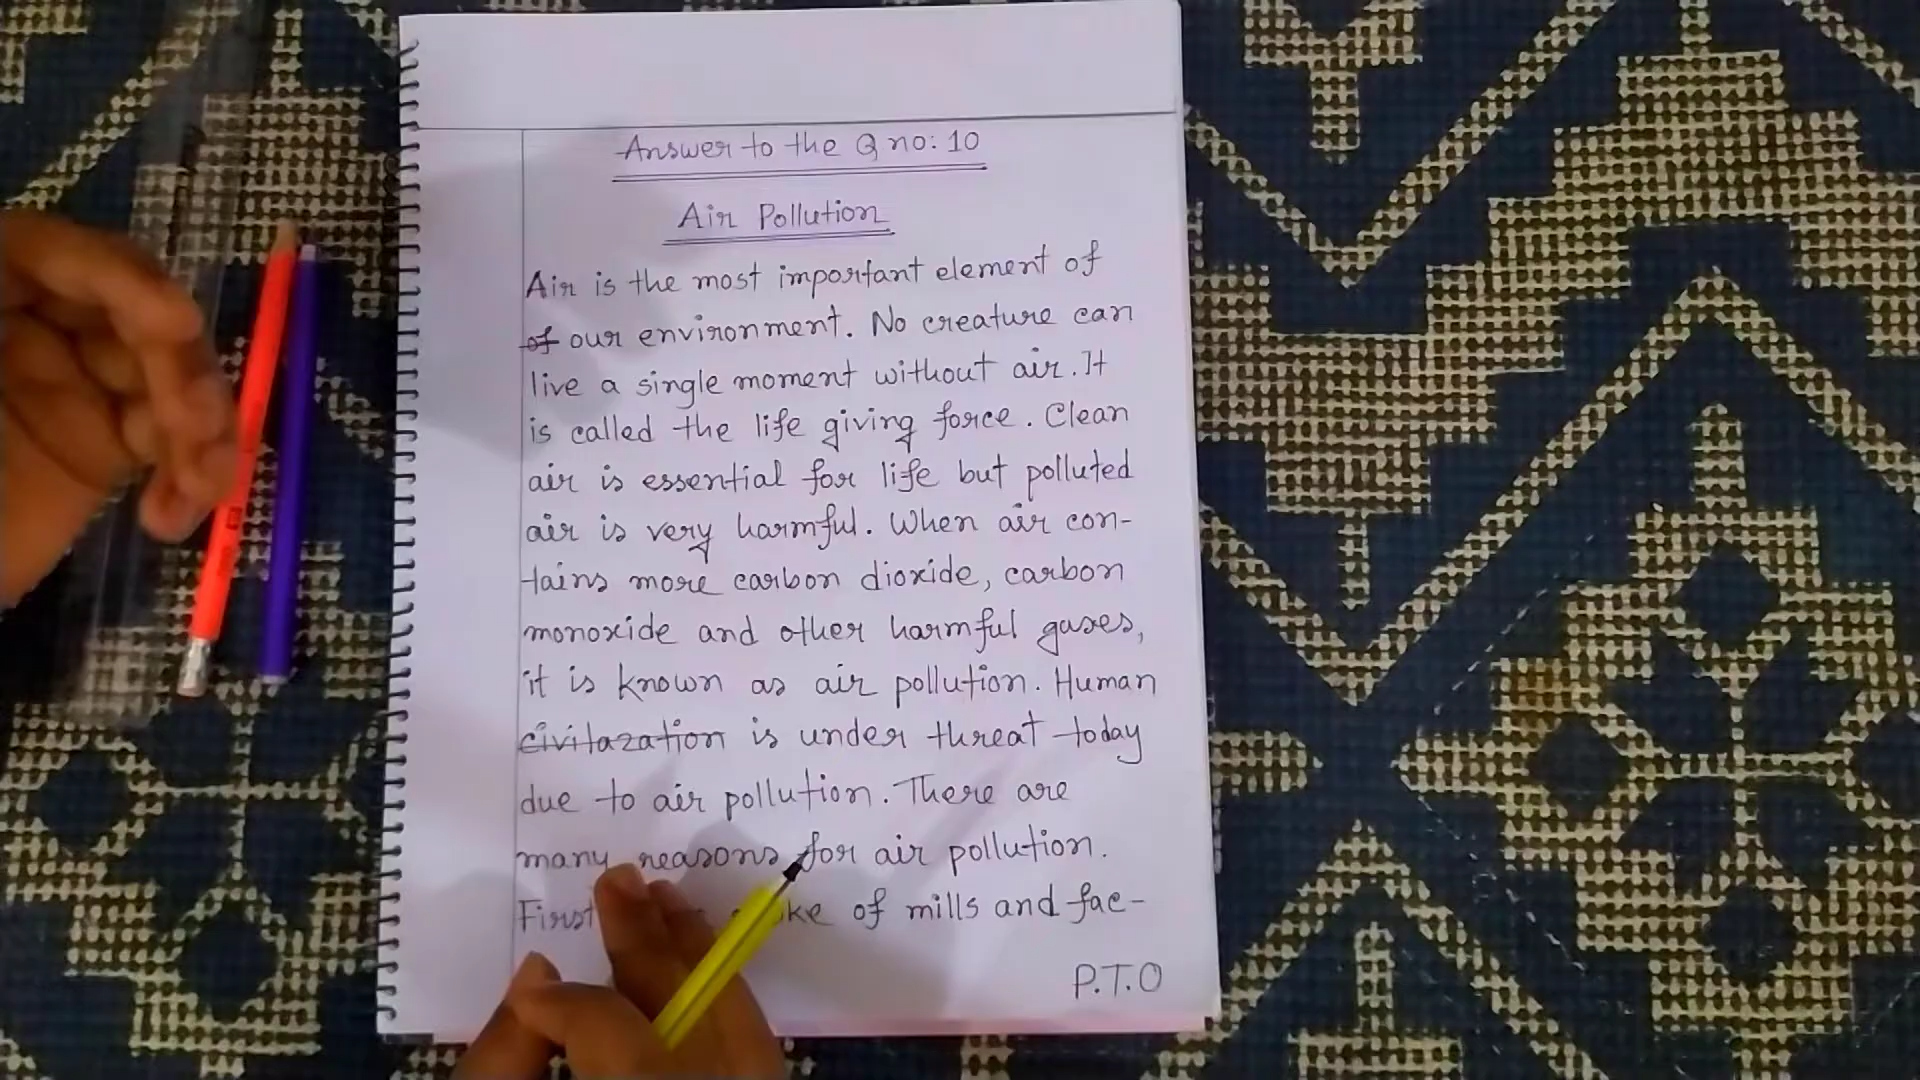 Answer to the Q no: 10
Air Pollution
Air is the most important element of
of our environment. No creature can
live a single moment without air. It
is called the life giving force. Clean
air is essential for life but polluted
air is very harmful. When air con-
tains more carbon dioxide, carbon
monoxide and other harmful gases,
it is known as air pollution. Human
civilazation is under threat today
due to air pollution. There are
many reasons for air pollution.
of mills and fac-
P.T.O